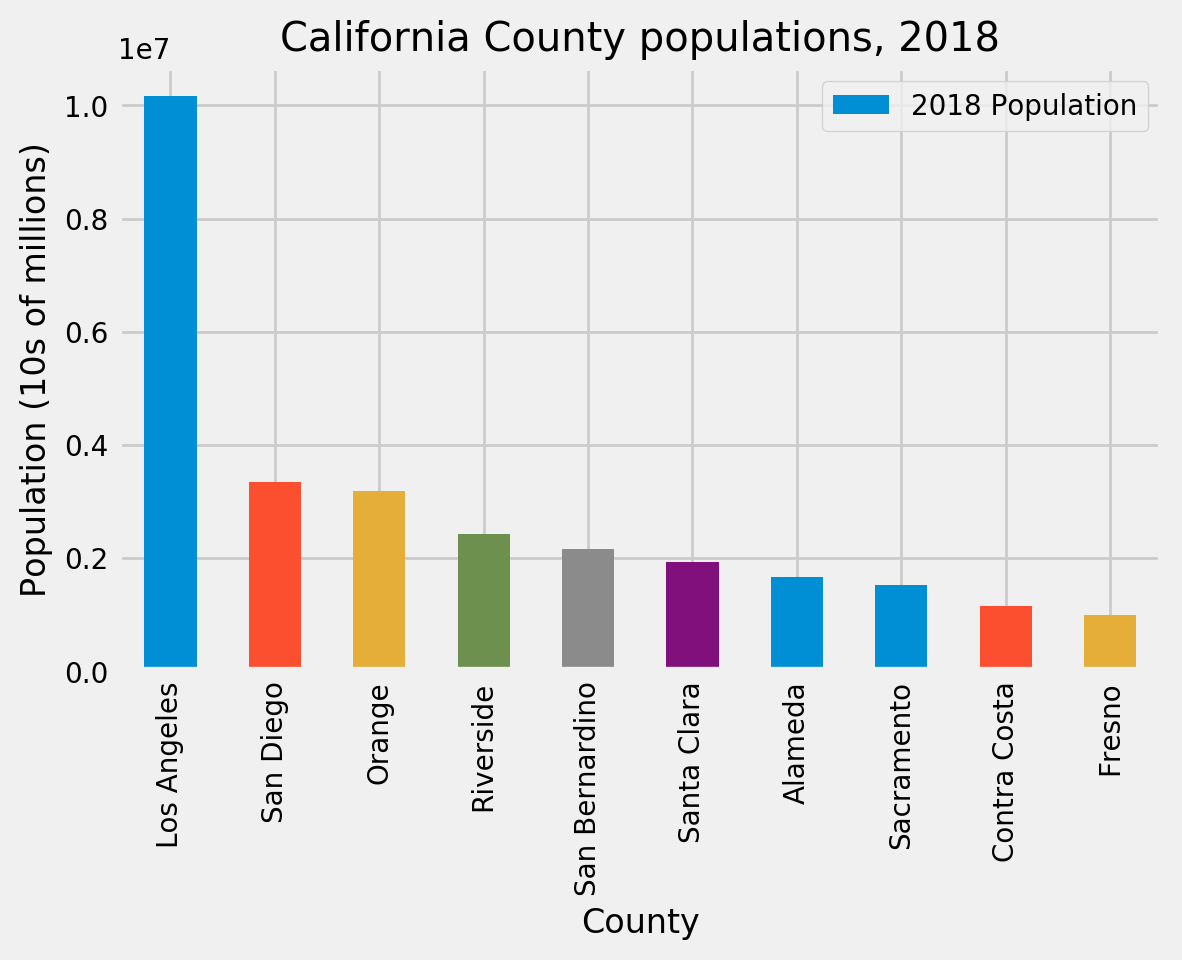 California County populations, 2018
1e7
2018 Population
Population (10s of millions)
1.0
0.8
0.6
0.4
0.2
0.0
Los Angeles
San Diego
Orange
Riverside
San Bernardino
Santa Clara
Alameda
Sacramento
Contra Costa
Fresno
County